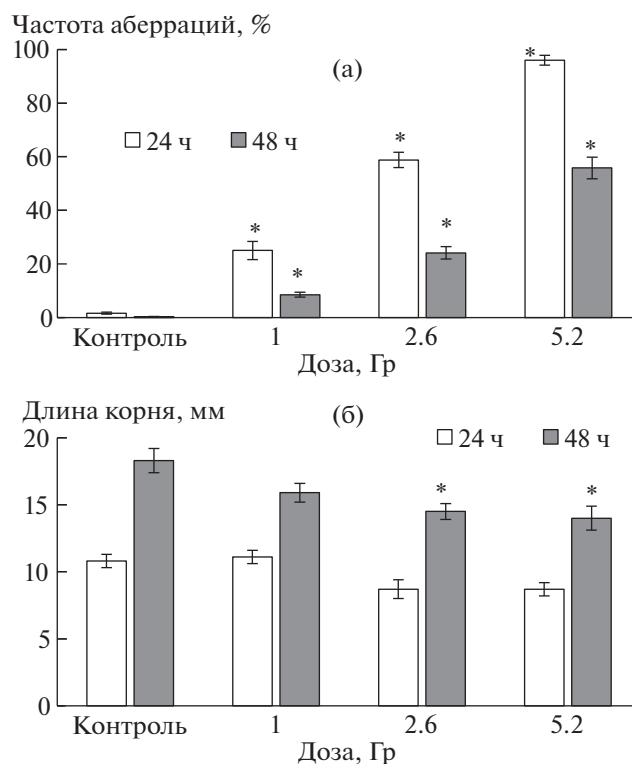 Частота аберраций, %
100
(а)
*
24 ч 48 ч
80
*
*
60
40
*
*
20
*
0
Контроль 1 2.6 5.2
Доза, Гр
Длина корня, мм
(б)
20
24 ч 48 ч
*
*
15
10
5
0
Контроль 1 2.6 5.2
Доза, Гр